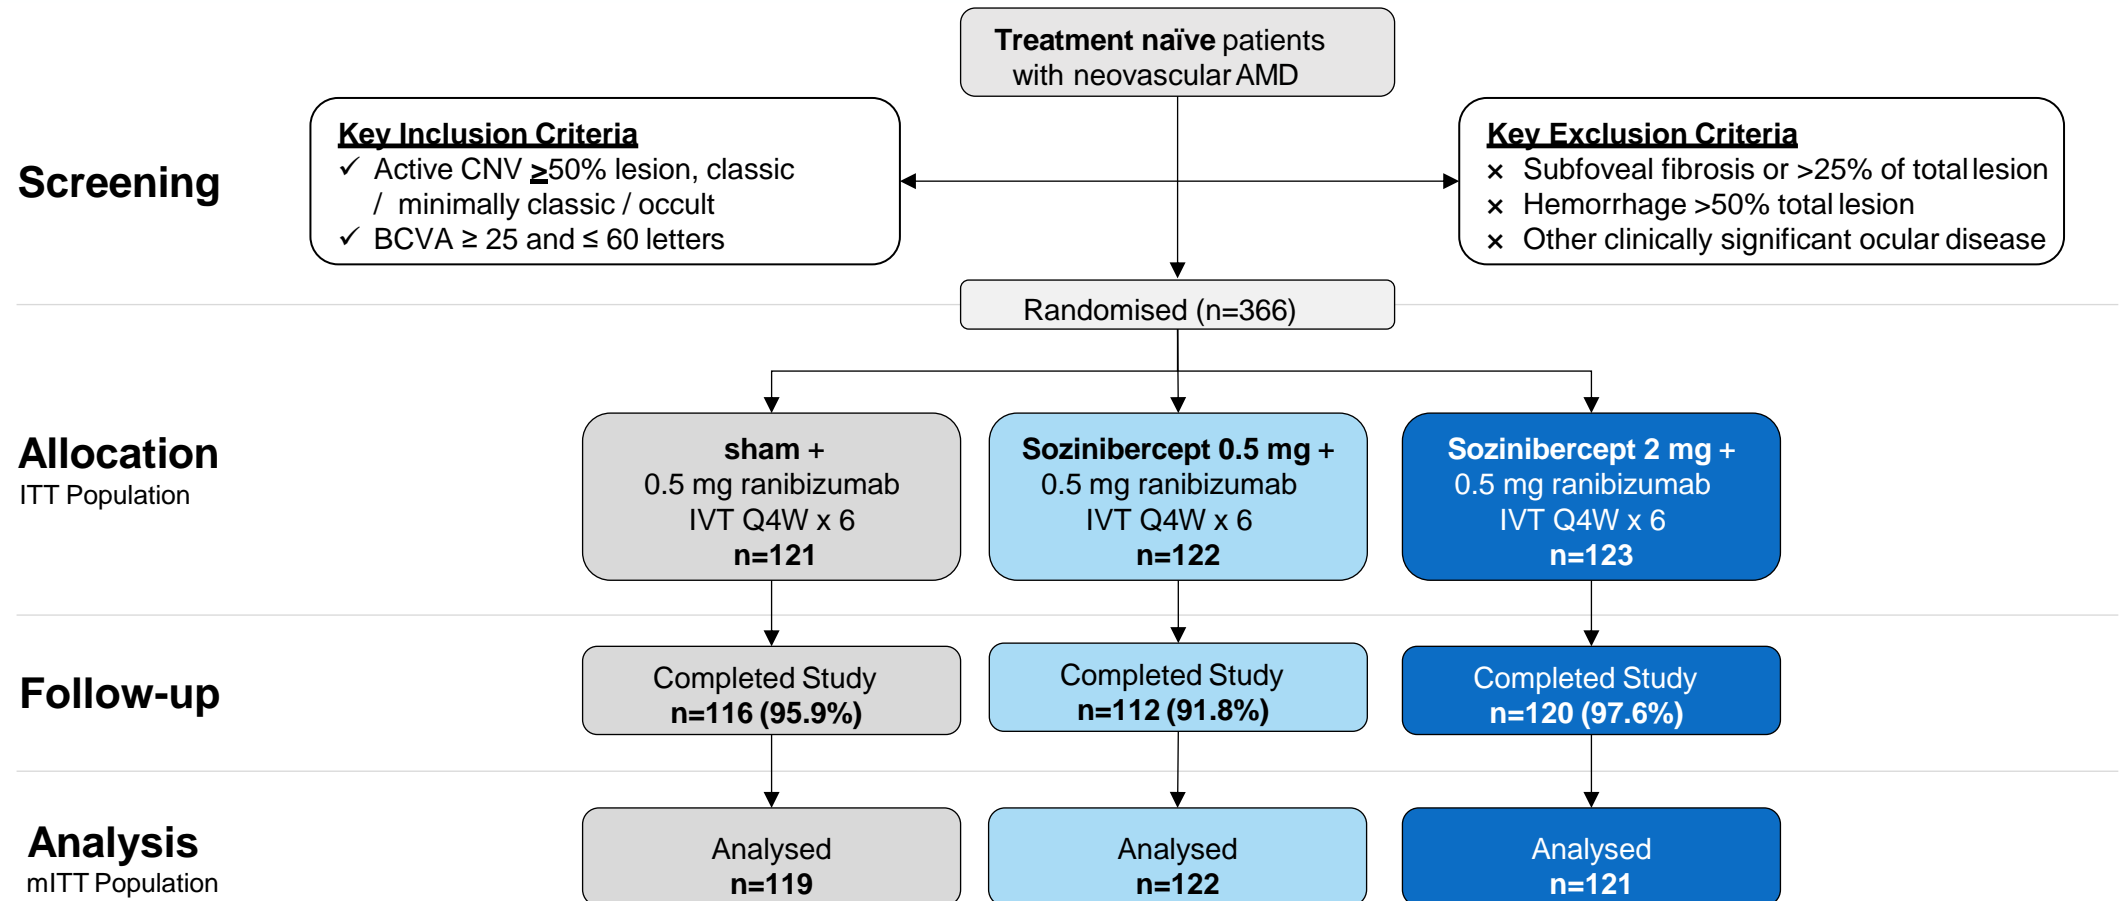 Treatment naïve patients
with neovascular AMD
Screening
Key Inclusion Criteria
✓ Active CNV ≥50% lesion, classic
/ minimally classic / occult
✓ BCVA ≥ 25 and ≤ 60 letters
Key Exclusion Criteria
× Subfoveal fibrosis or >25% of total lesion
× Hemorrhage >50% total lesion
× Other clinically significant ocular disease
Randomised (n=366)
Allocation
ITT Population
sham +
0.5 mg ranibizumab
IVT Q4W x 6
n=121
Sozinibercept 0.5 mg +
0.5 mg ranibizumab
IVT Q4W x 6
n=122
Sozinibercept 2 mg +
0.5 mg ranibizumab
IVT Q4W x 6
n=123
Follow-up
Completed Study
n=116 (95.9%)
Completed Study
n=112 (91.8%)
Completed Study
n=120 (97.6%)
Analysis
mITT Population
Analysed
n=119
Analysed
n=122
Analysed
n=121